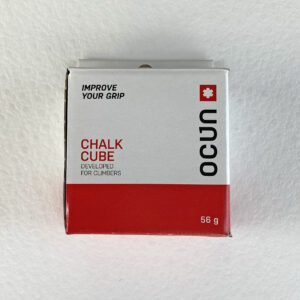 IMPROVE
YOUR GRIP
ocun
CHALK
CUBE
DEVELOPED
FOR CLIMBERS
56 g